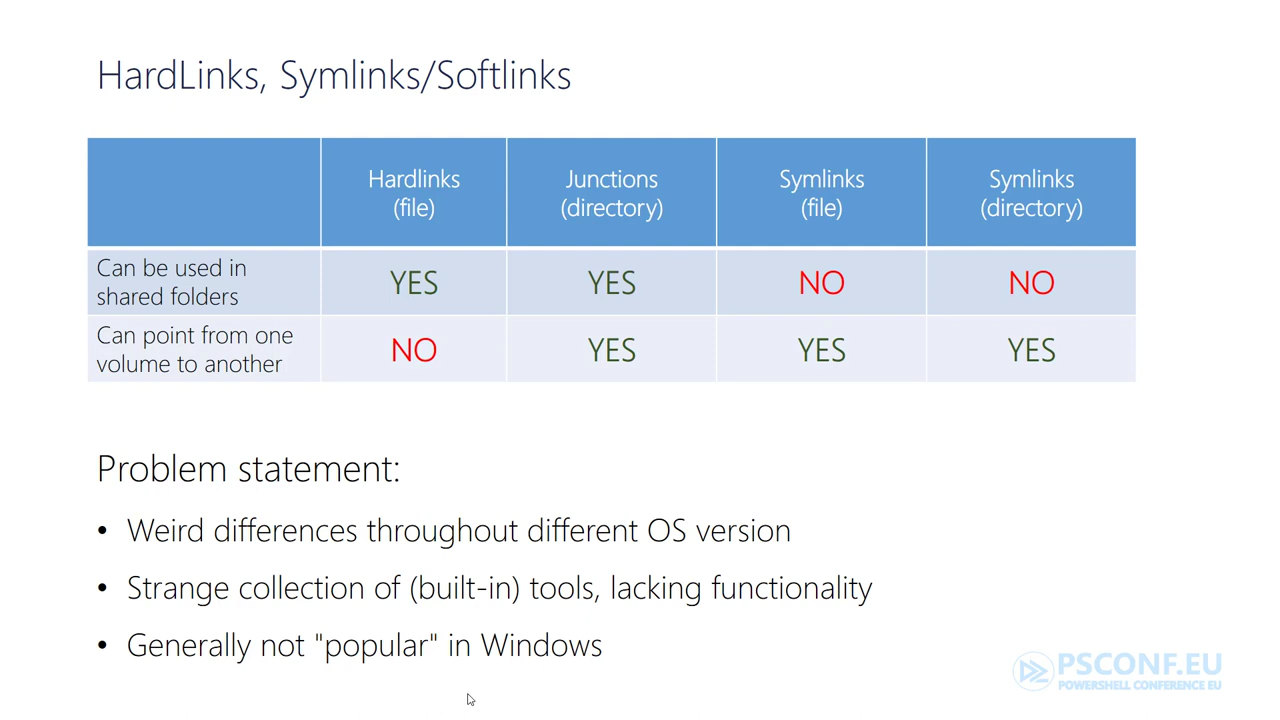 HardLinks, Symlinks/Softlinks
Hardlinks
(file)
Junctions
(directory)
Symlinks
(file)
Symlinks
(directory)
Can be used in
shared folders
YES
YES
NO
NO
Can point from one
volume to another
NO
YES
YES
YES
Problem statement:
• Weird differences throughout different OS version
• Strange collection of (built-in) tools, lacking functionality
• Generally not "popular" in Windows
PSCONF.EU
POWERSHELL CONFERENCE EU